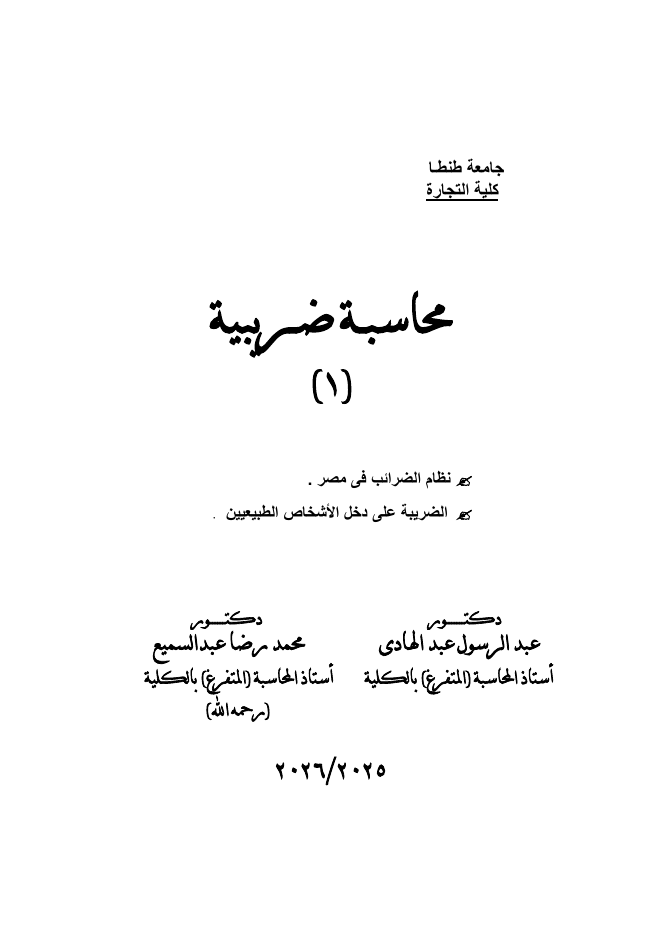 جامعة طنطا
كلية التجارة
محاسبة ضريبية
(١)
نظام الضرائب فى مصر .
الضريبة على دخل الأشخاص الطبيعيين .
دكتور
عبد الرسول عبد الهادى
أستاذ المحاسبة (المتفرغ) بالكلية
دكتور
محمد رضا عبد السميع
أستاذ المحاسبة (المتفرغ) بالكلية
(رحمه الله)
٢٠٢٦/٢٠٢٥